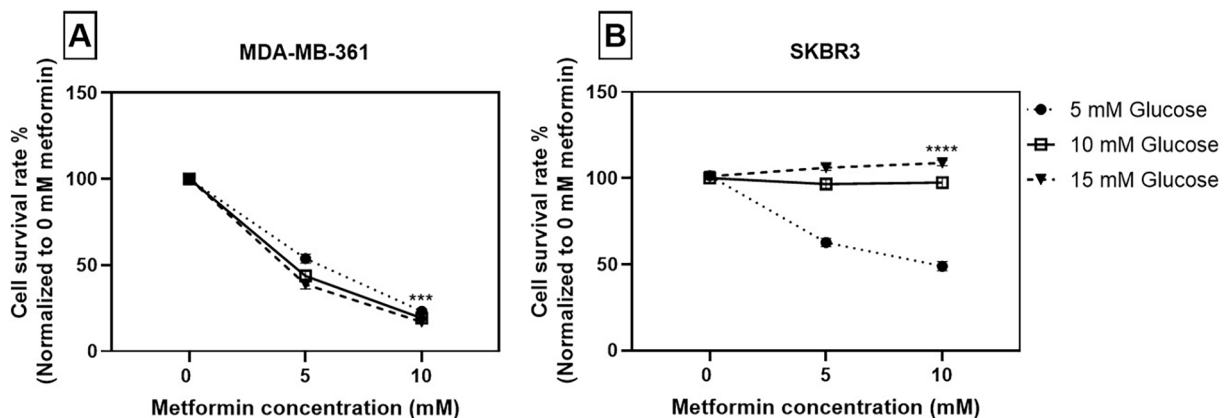 A
MDA-MB-361
Cell survival rate %
(Normalized to 0 mM metformin)
150
100
50
0
***
0 5 10
Metformin concentration (mM)
B
SKBR3
Cell survival rate %
(Normalized to 0 mM metformin)
150
100
50
0
****
0 5 10
Metformin concentration (mM)
5 mM Glucose
10 mM Glucose
15 mM Glucose